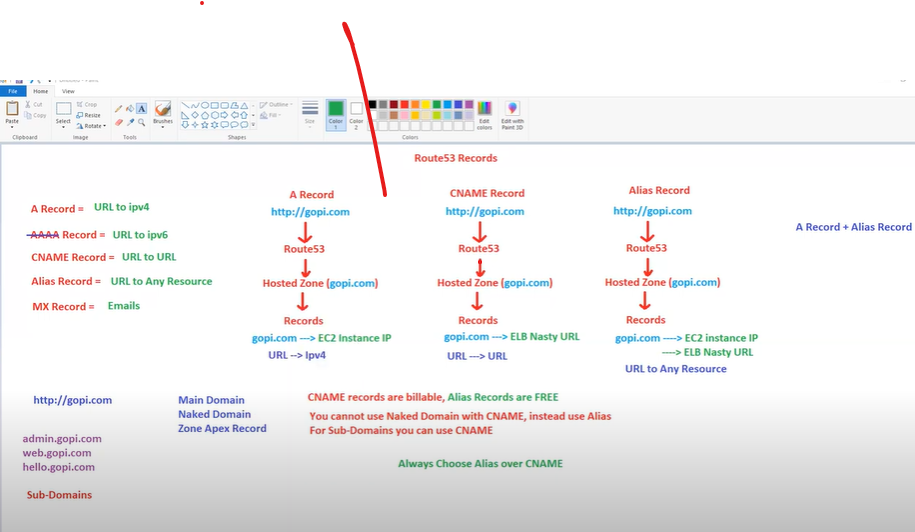 File Home View
Paste
Cut
Copy
Clipboard
Select
Crop
Resize
Rotate
Image
Tools
Brushes
Shapes
Outline
Fill
Size
Color 1
Color 2
Colors
Edit colors
Edit with Paint 3D
Route53 Records
A Record = URL to ipv4
AAAA Record = URL to ipv6
CNAME Record = URL to URL
Alias Record = URL to Any Resource
MX Record = Emails
A Record
http://gopi.com
Route53
Hosted Zone (gopi.com)
Records
gopi.com ---> EC2 Instance IP
URL --> Ipv4
CNAME Record
http://gopi.com
Route53
Hosted Zone (gopi.com)
Records
gopi.com ---> ELB Nasty URL
URL ---> URL
Alias Record
http://gopi.com
Route53
Hosted Zone (gopi.com)
Records
gopi.com ----> EC2 instance IP
----> ELB Nasty URL
URL to Any Resource
A Record + Alias Record
http://gopi.com
admin.gopi.com
web.gopi.com
hello.gopi.com
Sub-Domains
Main Domain
Naked Domain
Zone Apex Record
CNAME records are billable, Alias Records are FREE
You cannot use Naked Domain with CNAME, instead use Alias
For Sub-Domains you can use CNAME
Always Choose Alias over CNAME